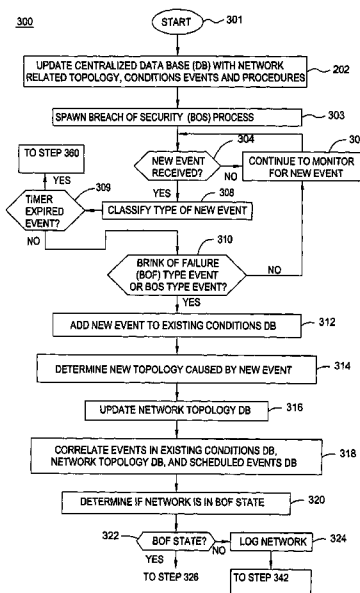 300
START
301
UPDATE CENTRALIZED DATA BASE (DB) WITH NETWORK
RELATED TOPOLOGY, CONDITIONS EVENTS AND PROCEDURES
202
SPAWN BREACH OF SECURITY (BOS) PROCESS
303
304
30
TO STEP 360
NEW EVENT
RECEIVED?
NO
CONTINUE TO MONITOR
FOR NEW EVENT
YES
309
YES
308
TIMER
EXPIRED
EVENT?
CLASSIFY TYPE OF NEW EVENT
NO
310
BRINK OF FAILURE
(BOF) TYPE EVENT
OR BOS TYPE EVENT?
NO
YES
ADD NEW EVENT TO EXISTING CONDITIONS DB
312
DETERMINE NEW TOPOLOGY CAUSED BY NEW EVENT
314
UPDATE NETWORK TOPOLOGY DB
316
CORRELATE EVENTS IN EXISTING CONDITIONS DB,
NETWORK TOPOLOGY DB, AND SCHEDULED EVENTS DB
318
DETERMINE IF NETWORK IS IN BOF STATE
320
322
BOF STATE?
NO
LOG NETWORK
324
YES
TO STEP 326
TO STEP 342